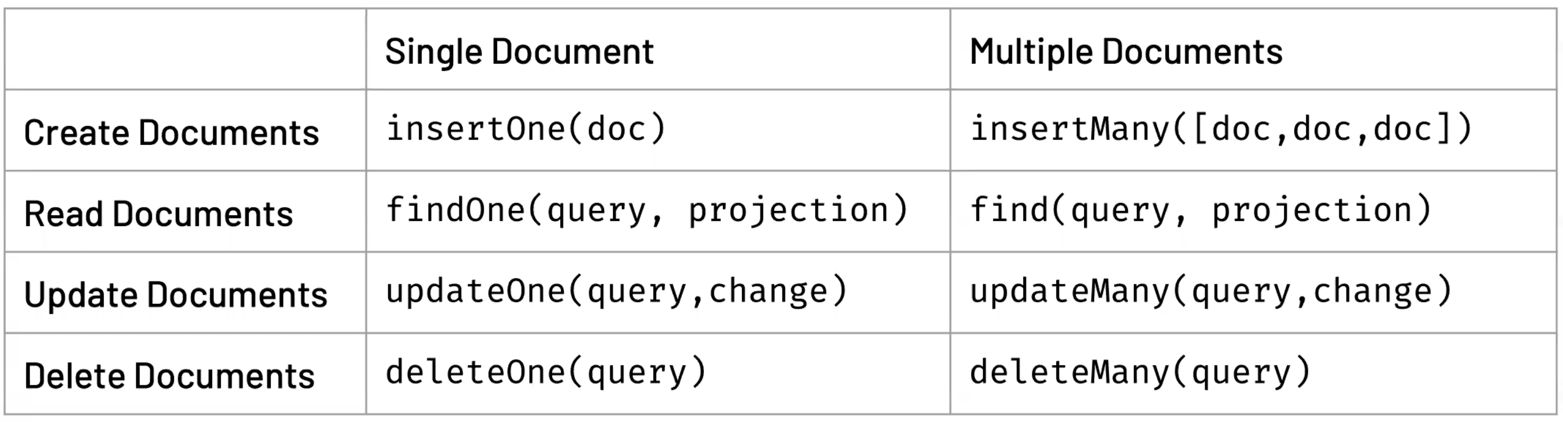 Single Document Multiple Documents
Create Documents insertOne(doc) insertMany([doc,doc,doc])
Read Documents findOne(query, projection) find(query, projection)
Update Documents updateOne(query,change) updateMany(query,change)
Delete Documents deleteOne(query) deleteMany(query)